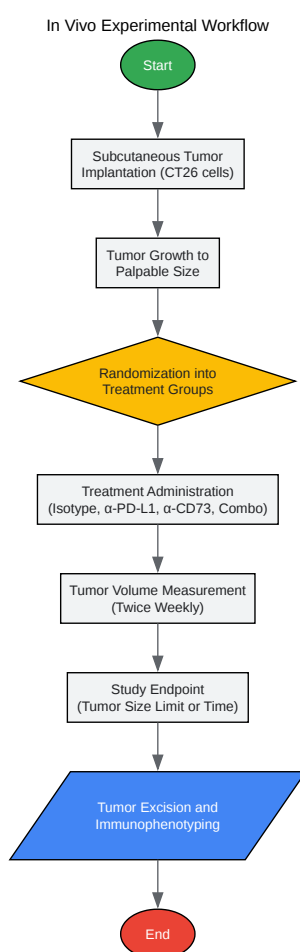 In Vivo Experimental Workflow
Start
Subcutaneous Tumor
Implantation (CT26 cells)
Tumor Growth to
Palpable Size
Randomization into
Treatment Groups
Treatment Administration
(Isotype, α-PD-L1, α-CD73, Combo)
Tumor Volume Measurement
(Twice Weekly)
Study Endpoint
(Tumor Size Limit or Time)
Tumor Excision and
Immunophenotyping
End